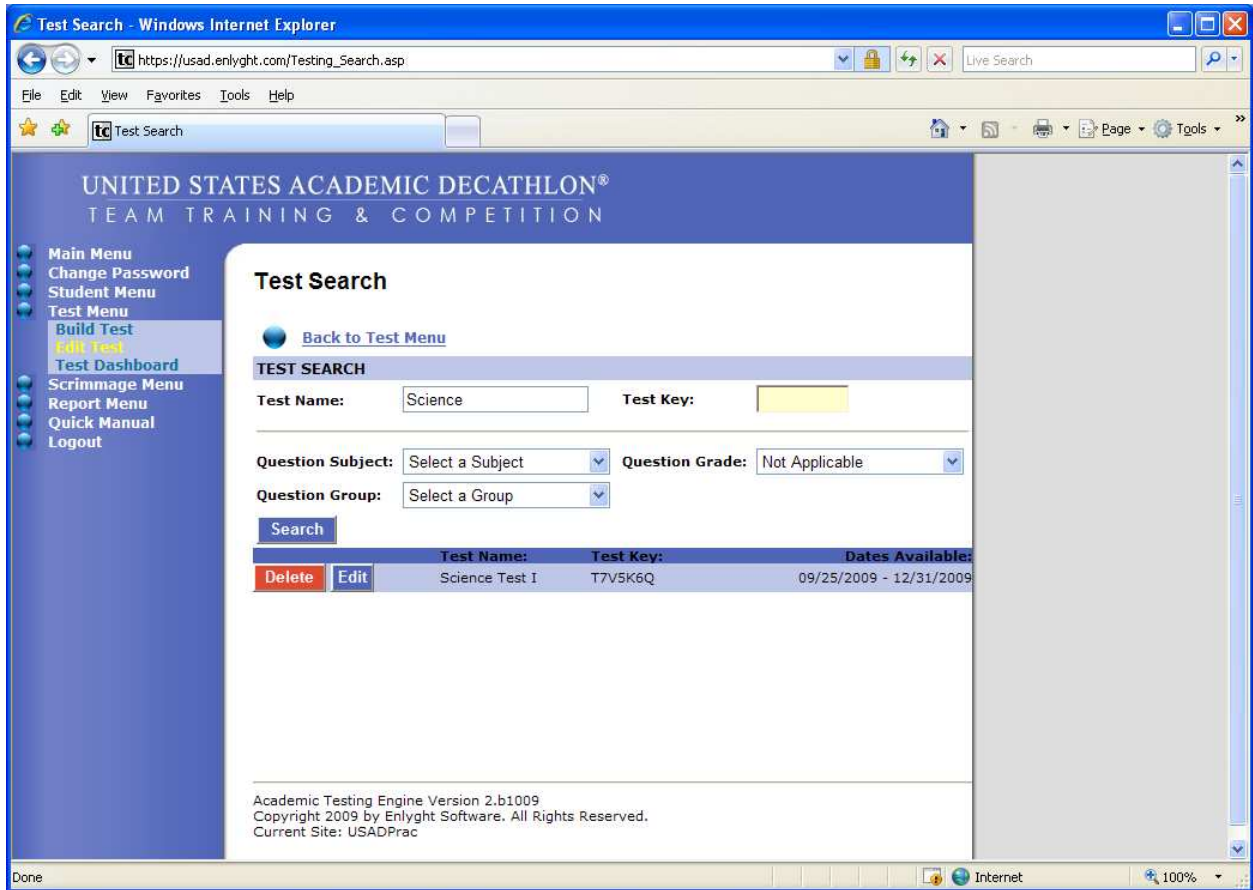 Test Search - Windows Internet Explorer
tc https://usad.enlyght.com/Testing_Search.asp Live Search
File Edit View Favorites Tools Help
tc Test Search Page Tools »
UNITED STATES ACADEMIC DECATHLON®
TEAM TRAINING & COMPETITION
Main Menu
Change Password
Student Menu
Test Menu
Build Test
Edit Test
Test Dashboard
Scrimmage Menu
Report Menu
Quick Manual
Logout
Test Search
Back to Test Menu
TEST SEARCH
Test Name: Science Test Key:
Question Subject: Select a Subject Question Grade: Not Applicable
Question Group: Select a Group
Search
Test Name: Test Key: Dates Available:
Delete Edit Science Test I T7V5K6Q 09/25/2009 - 12/31/2009
Academic Testing Engine Version 2.b1009
Copyright 2009 by Enlyght Software. All Rights Reserved.
Current Site: USADPrac
Done Internet 100%